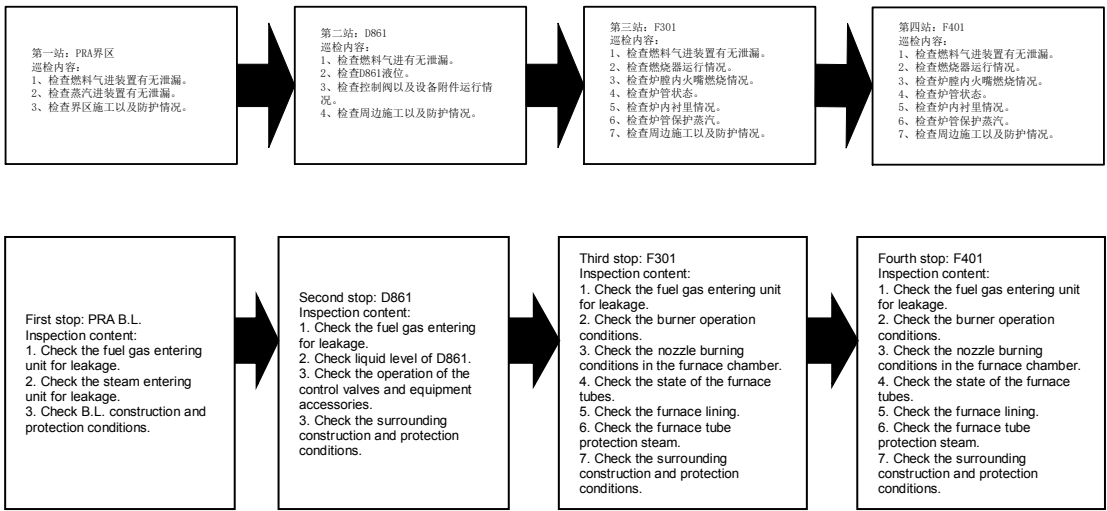 第一站：PRA界区
巡检内容：
1、检查燃料气进装置有无泄漏。
2、检查蒸汽进装置有无泄漏。
3、检查界区施工以及防护情况。
第二站：D861
巡检内容：
1、检查燃料气进有无泄漏。
2、检查D861液位。
3、检查控制阀以及设备附件运行情
况。
4、检查周边施工以及防护情况。
第三站：F301
巡检内容：
1、检查燃料气进装置有无泄漏。
2、检查燃烧器运行情况。
3、检查炉膛内火嘴燃烧情况。
4、检查炉管状态。
5、检查炉内衬里情况。
6、检查炉管保护蒸汽。
7、检查周边施工以及防护情况。
第四站：F401
巡检内容：
1、检查燃料气进装置有无泄漏。
2、检查燃烧器运行情况。
3、检查炉膛内火嘴燃烧情况。
4、检查炉管状态。
5、检查炉内衬里情况。
6、检查炉管保护蒸汽。
7、检查周边施工以及防护情况。
First stop: PRA B.L.
Inspection content:
1. Check the fuel gas entering
unit for leakage.
2. Check the steam entering
unit for leakage.
3. Check B.L. construction and
protection conditions.
Second stop: D861
Inspection content:
1. Check the fuel gas entering
for leakage.
2. Check liquid level of D861.
3. Check the operation of the
control valves and equipment
accessories.
3. Check the surrounding
construction and protection
conditions.
Third stop: F301
Inspection content:
1. Check the fuel gas entering unit
for leakage.
2. Check the burner operation
conditions.
3. Check the nozzle burning
conditions in the furnace chamber.
4. Check the state of the furnace
tubes.
5. Check the furnace lining.
6. Check the furnace tube
protection steam.
7. Check the surrounding
construction and protection
conditions.
Fourth stop: F401
Inspection content:
1. Check the fuel gas entering unit
for leakage.
2. Check the burner operation
conditions.
3. Check the nozzle burning
conditions in the furnace chamber.
4. Check the state of the furnace
tubes.
5. Check the furnace lining.
6. Check the furnace tube
protection steam.
7. Check the surrounding
construction and protection
conditions.